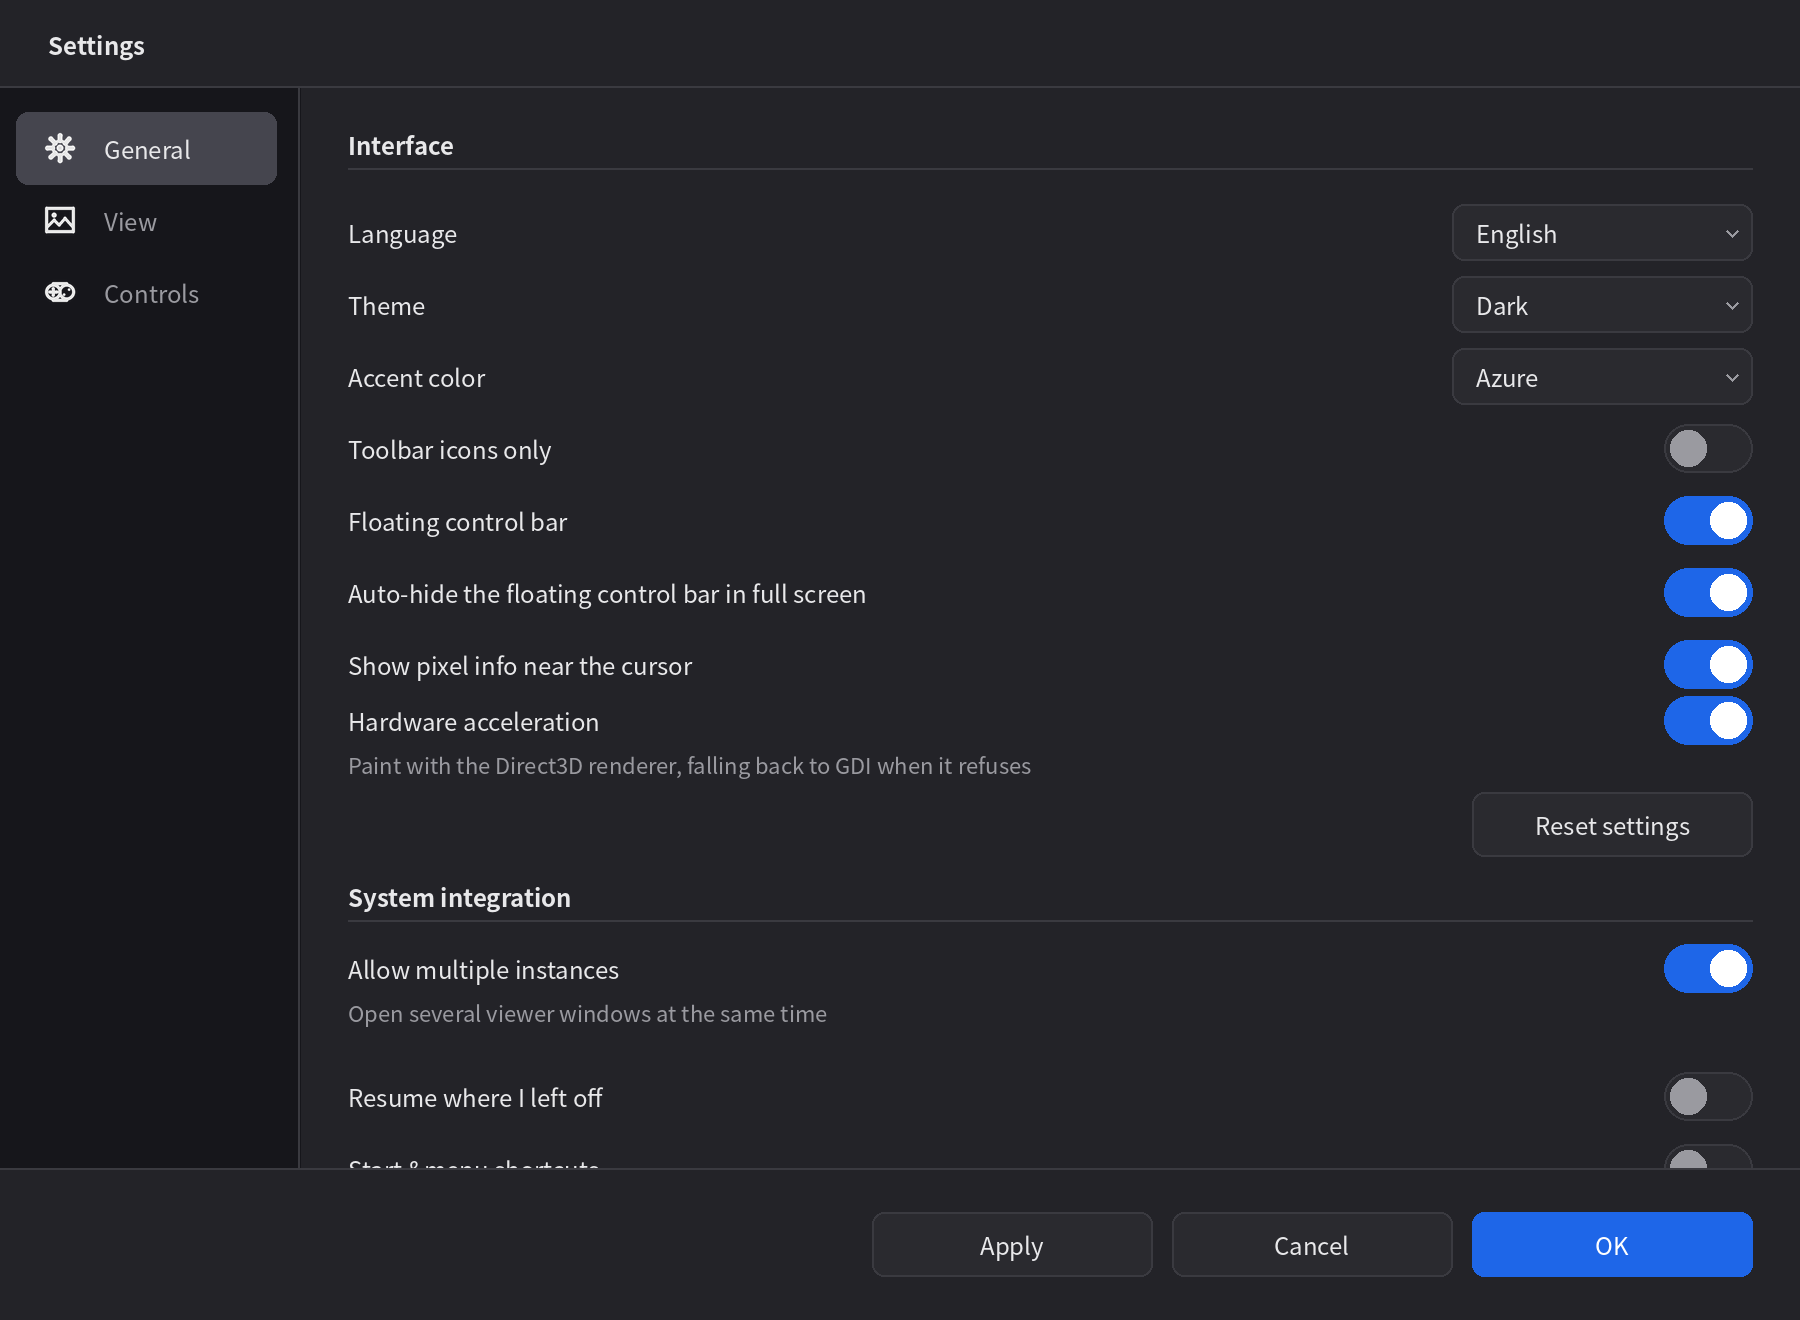 Settings
General
View
Controls
Interface
Language
English
Theme
Dark
Accent color
Azure
Toolbar icons only
Floating control bar
Auto-hide the floating control bar in full screen
Show pixel info near the cursor
Hardware acceleration
Paint with the Direct3D renderer, falling back to GDI when it refuses
Reset settings
System integration
Allow multiple instances
Open several viewer windows at the same time
Resume where I left off
Start & menu shortcuts
Apply
Cancel
OK